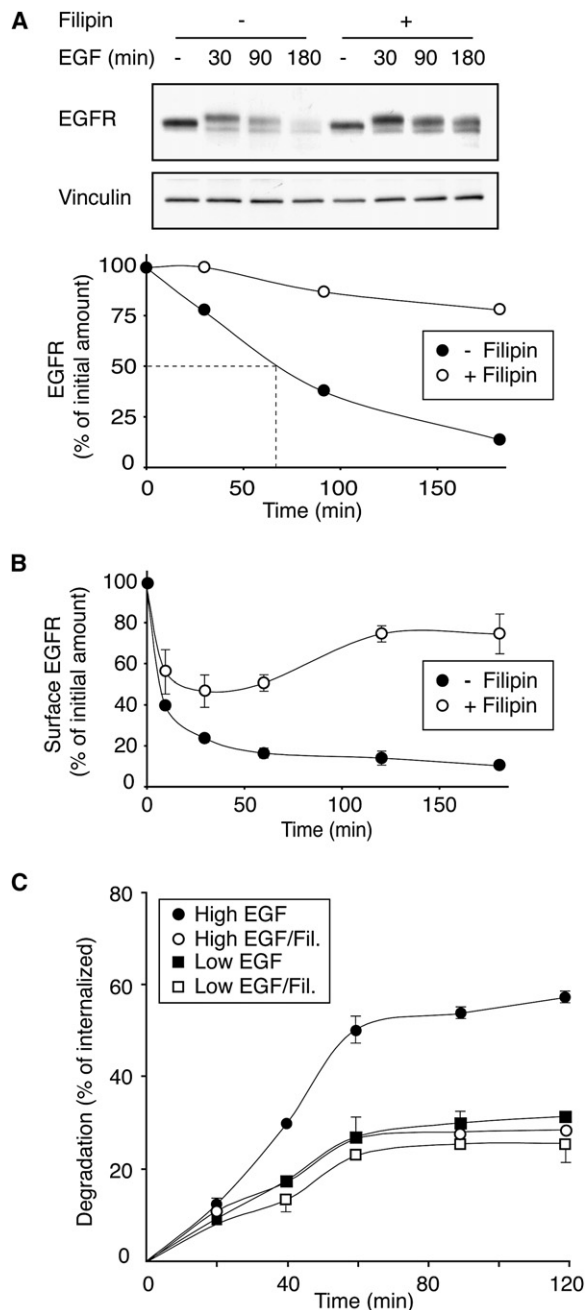 A
Filipin - +
EGF (min) - 30 90 180 - 30 90 180
EGFR
Vinculin
100
75
50
25
0
EGFR
(% of initial amount)
- Filipin
+ Filipin
0 50 100 150
Time (min)
B
100
80
60
40
20
0
Surface EGFR
(% of initilal amount)
- Filipin
+ Filipin
0 50 100 150
Time (min)
C
80
60
40
20
0
Degradation (% of internalized)
High EGF
High EGF/Fil.
Low EGF
Low EGF/Fil.
0 40 80 120
Time (min)